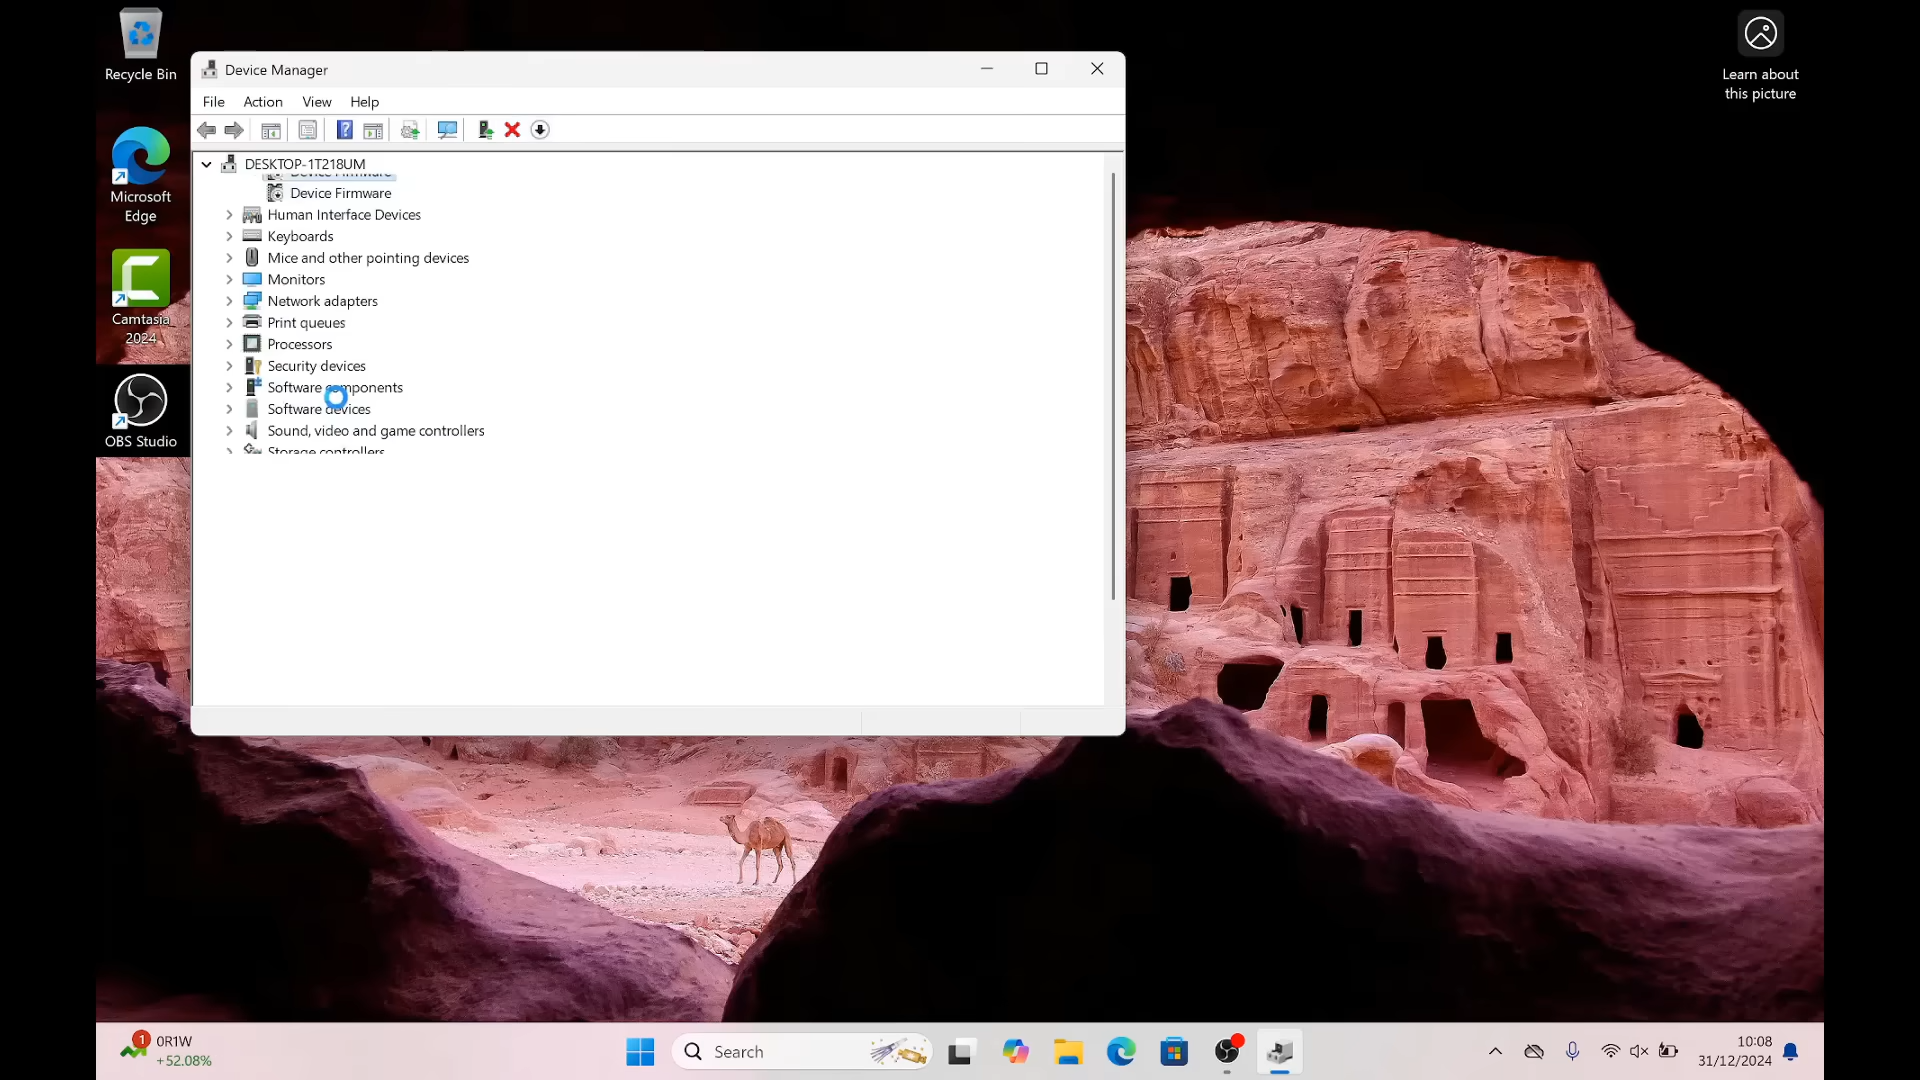 Recycle Bin
Learn about
this picture
Device Manager
File Action View Help
DESKTOP-1T218UM
Device Firmware
Device Firmware
Human Interface Devices
Keyboards
Mice and other pointing devices
Monitors
Network adapters
Print queues
Processors
Security devices
Software components
Software devices
Sound, video and game controllers
Storage controllers
Microsoft
Edge
Camtasia
2024
OBS Studio
1
0R1W
+52.08%
Search
10:08
31/12/2024